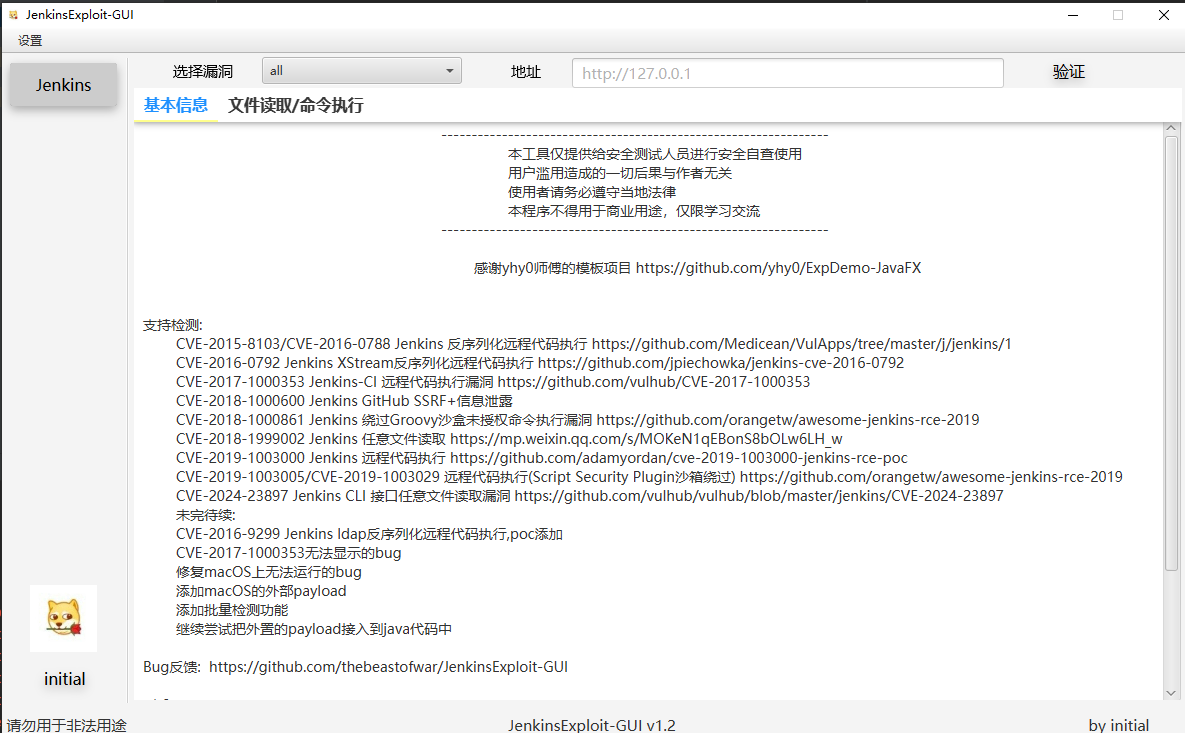 JenkinsExploit-GUI
设置
Jenkins
选择漏洞
all
地址
http://127.0.0.1
验证
基本信息
文件读取/命令执行
----------------------------------------------------------------
本工具仅提供给安全测试人员进行安全自查使用
用户滥用造成的一切后果与作者无关
使用者请务必遵守当地法律
本程序不得用于商业用途，仅限学习交流
----------------------------------------------------------------
感谢yhy0师傅的模板项目 https://github.com/yhy0/ExpDemo-JavaFX
支持检测:
CVE-2015-8103/CVE-2016-0788 Jenkins 反序列化远程代码执行 https://github.com/Medicean/VulApps/tree/master/j/jenkins/1
CVE-2016-0792 Jenkins XStream反序列化远程代码执行 https://github.com/jpiechowka/jenkins-cve-2016-0792
CVE-2017-1000353 Jenkins-CI 远程代码执行漏洞 https://github.com/vulhub/CVE-2017-1000353
CVE-2018-1000600 Jenkins GitHub SSRF+信息泄露
CVE-2018-1000861 Jenkins 绕过Groovy沙盒未授权命令执行漏洞 https://github.com/orangetw/awesome-jenkins-rce-2019
CVE-2018-1999002 Jenkins 任意文件读取 https://mp.weixin.qq.com/s/MOKeN1qEBonS8bOLw6LH_w
CVE-2019-1003000 Jenkins 远程代码执行 https://github.com/adamyordan/cve-2019-1003000-jenkins-rce-poc
CVE-2019-1003005/CVE-2019-1003029 远程代码执行(Script Security Plugin沙箱绕过) https://github.com/orangetw/awesome-jenkins-rce-2019
CVE-2024-23897 Jenkins CLI 接口任意文件读取漏洞 https://github.com/vulhub/vulhub/blob/master/jenkins/CVE-2024-23897
未完待续:
CVE-2016-9299 Jenkins ldap反序列化远程代码执行,poc添加
CVE-2017-1000353无法显示的bug
修复macOS上无法运行的bug
添加macOS的外部payload
添加批量检测功能
继续尝试把外置的payload接入到java代码中
Bug反馈: https://github.com/thebeastofwar/JenkinsExploit-GUI
initial
请勿用于非法用途
JenkinsExploit-GUI v1.2
by initial